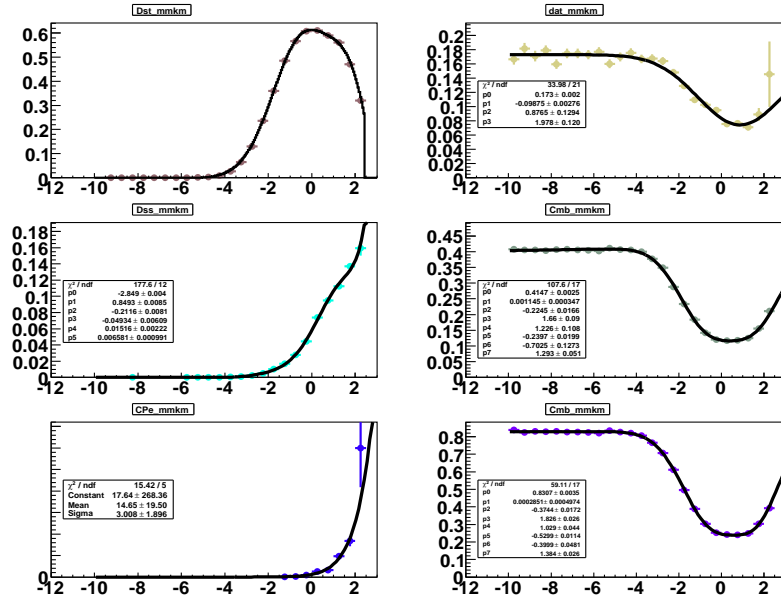 Dst_mmkm
0.6
0.5
0.4
0.3
0.2
0.1
0
-12 -10 -8 -6 -4 -2 0 2
dat_mmkm
0.2
0.18
0.16
0.14
0.12
0.1
0.08
0.06
0.04
0.02
0
χ² / ndf 33.98 / 21
p0 0.173 ± 0.002
p1 -0.09875 ± 0.00276
p2 0.8765 ± 0.1294
p3 1.978 ± 0.120
-12 -10 -8 -6 -4 -2 0 2
Dss_mmkm
0.18
0.16
0.14
0.12
0.1
0.08
0.06
0.04
0.02
0
χ² / ndf 177.6 / 12
p0 -2.849 ± 0.004
p1 0.8493 ± 0.0085
p2 -0.2116 ± 0.0081
p3 -0.04934 ± 0.00609
p4 0.01516 ± 0.00222
p5 0.006581 ± 0.000991
-12 -10 -8 -6 -4 -2 0 2
Cmb_mmkm
0.45
0.4
0.35
0.3
0.25
0.2
0.15
0.1
0.05
0
χ² / ndf 107.6 / 17
p0 0.4147 ± 0.0025
p1 0.001145 ± 0.000347
p2 -0.2245 ± 0.0166
p3 1.66 ± 0.09
p4 1.226 ± 0.108
p5 -0.2397 ± 0.0199
p6 -0.7025 ± 0.1273
p7 1.293 ± 0.051
-12 -10 -8 -6 -4 -2 0 2
CPe_mmkm
0
χ² / ndf 15.42 / 5
Constant 17.64 ± 268.36
Mean 14.65 ± 19.50
Sigma 3.008 ± 1.896
-12 -10 -8 -6 -4 -2 0 2
Cmb_mmkm
0.8
0.7
0.6
0.5
0.4
0.3
0.2
0.1
0
χ² / ndf 59.11 / 17
p0 0.8307 ± 0.0035
p1 0.0002851 ± 0.0004974
p2 -0.3744 ± 0.0172
p3 1.826 ± 0.026
p4 1.029 ± 0.044
p5 -0.5299 ± 0.0114
p6 -0.3999 ± 0.0481
p7 1.384 ± 0.026
-12 -10 -8 -6 -4 -2 0 2